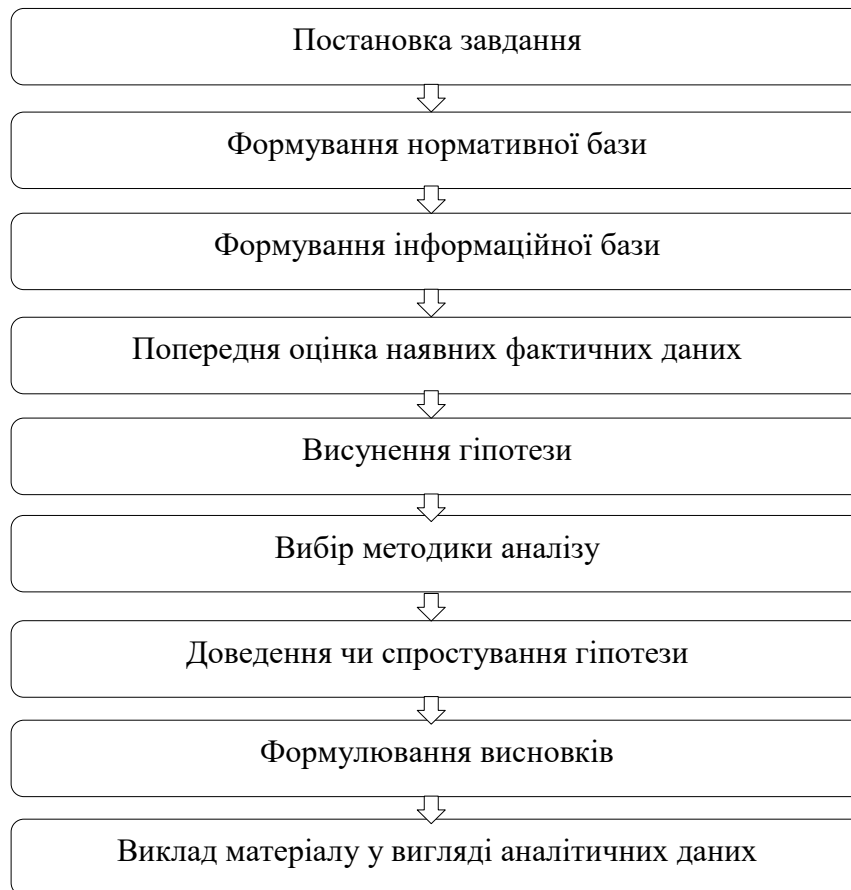 Постановка завдання
Формування нормативної бази
Формування інформаційної бази
Попередня оцінка наявних фактичних даних
Висунення гіпотези
Вибір методики аналізу
Доведення чи спростування гіпотези
Формулювання висновків
Виклад матеріалу у вигляді аналітичних даних